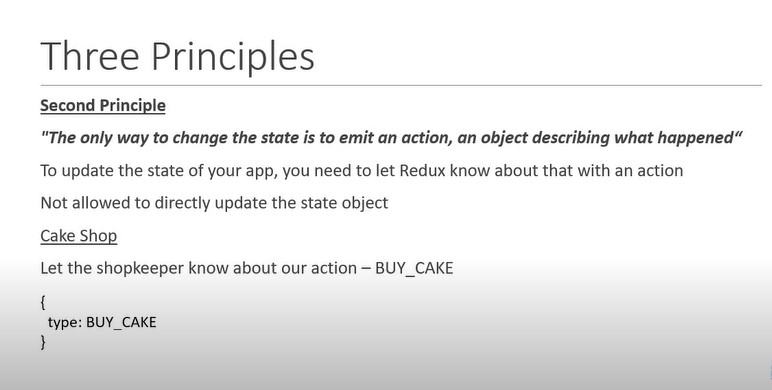 Three Principles
Second Principle
"The only way to change the state is to emit an action, an object describing what happened“
To update the state of your app, you need to let Redux know about that with an action
Not allowed to directly update the state object
Cake Shop
Let the shopkeeper know about our action – BUY_CAKE
{
type: BUY_CAKE
}